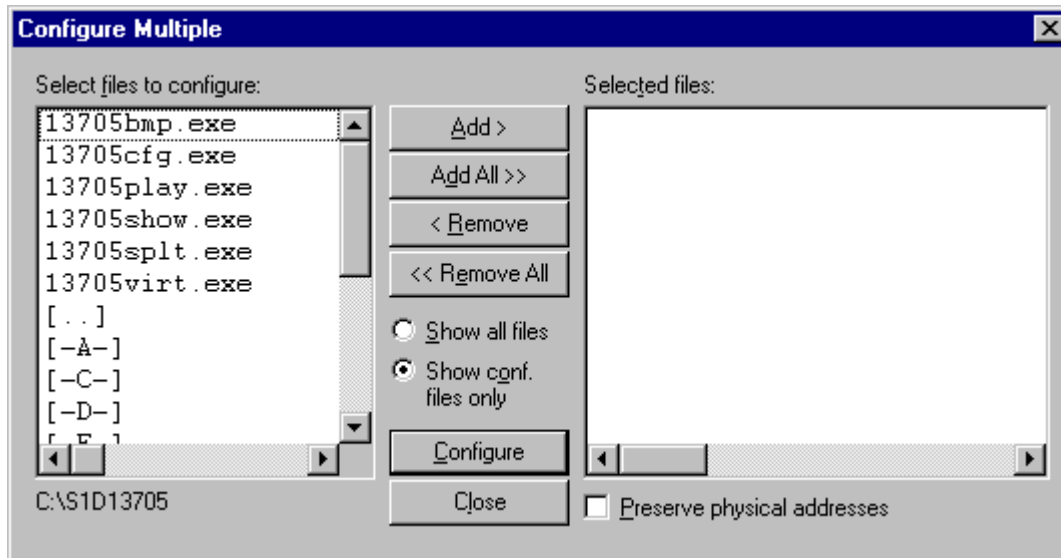 Configure Multiple
Select files to configure:
13705bmp.exe
13705cfg.exe
13705play.exe
13705show.exe
13705splt.exe
13705virt.exe
[..]
[-A-]
[-C-]
[-D-]
C:\S1D13705
Add >
Add All >>
< Remove
<< Remove All
Show all files
Show conf.
files only
Configure
Close
Selected files:
Preserve physical addresses